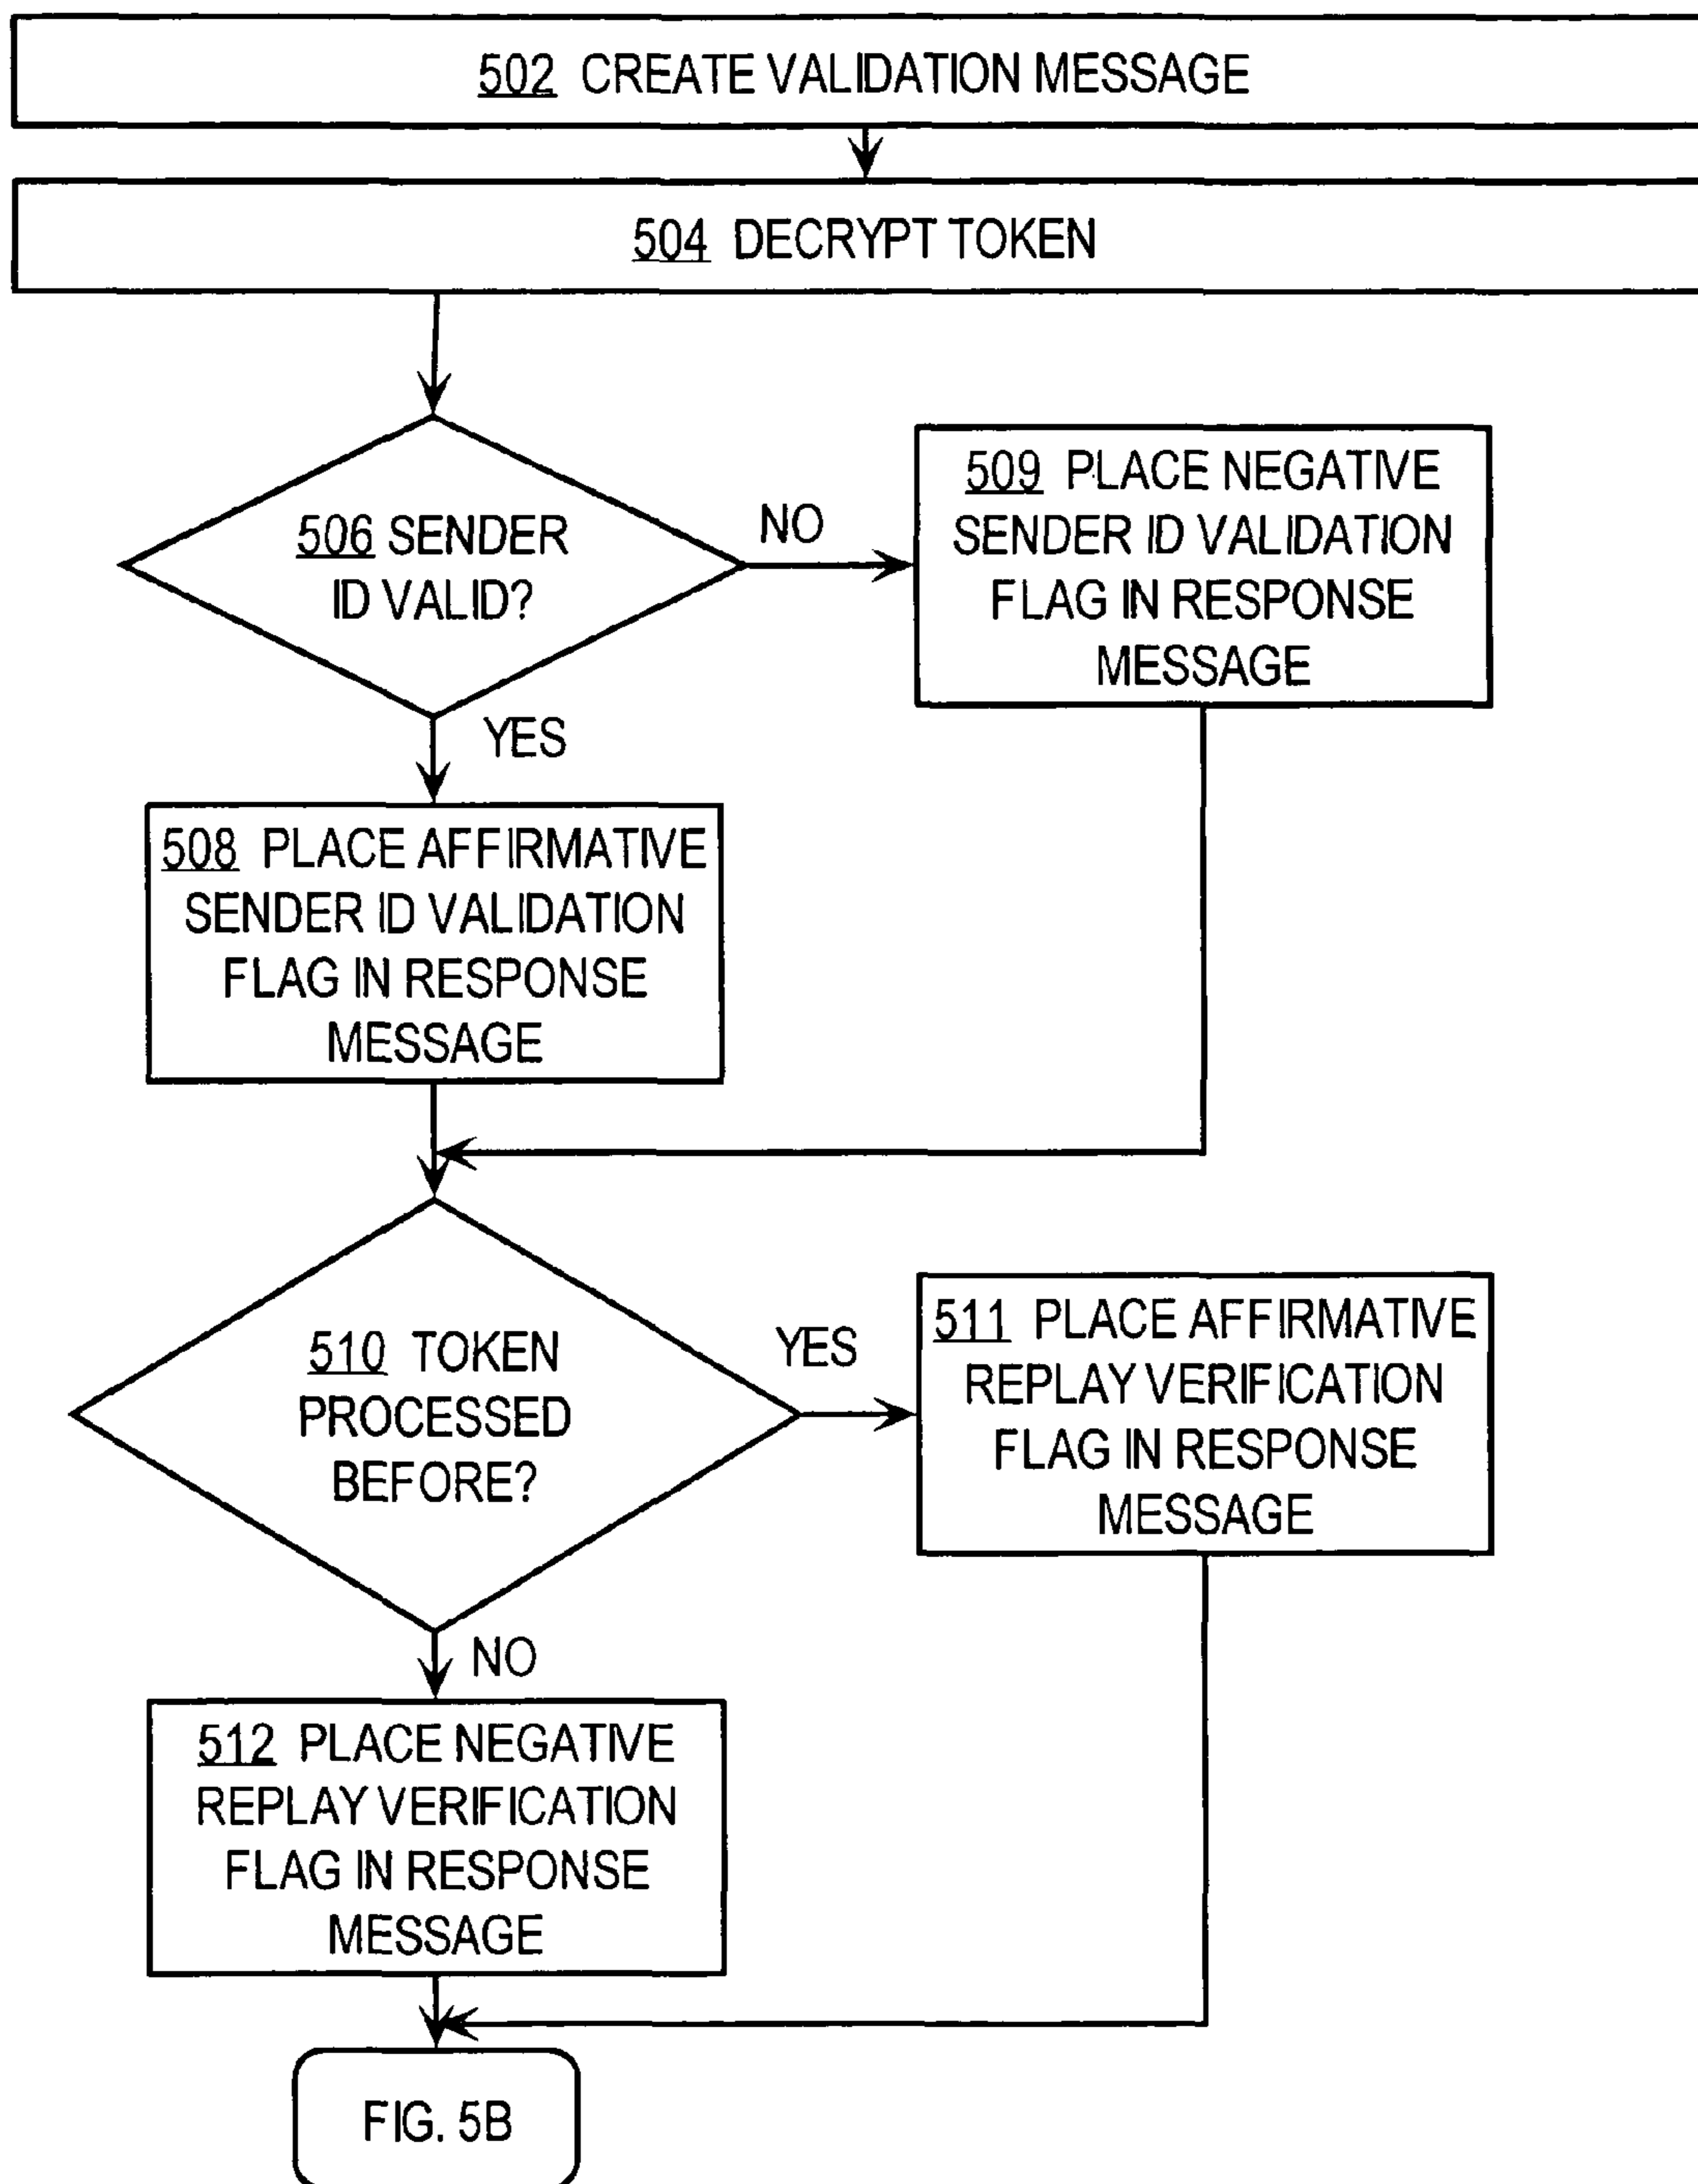 502 CREATE VALIDATION MESSAGE
504 DECRYPT TOKEN
506 SENDER
ID VALID?
NO
509 PLACE NEGATIVE
SENDER ID VALIDATION
FLAG IN RESPONSE
MESSAGE
YES
508 PLACE AFFIRMATIVE
SENDER ID VALIDATION
FLAG IN RESPONSE
MESSAGE
510 TOKEN
PROCESSED
BEFORE?
YES
511 PLACE AFFIRMATIVE
REPLAY VERIFICATION
FLAG IN RESPONSE
MESSAGE
NO
512 PLACE NEGATIVE
REPLAY VERIFICATION
FLAG IN RESPONSE
MESSAGE
FIG. 5B